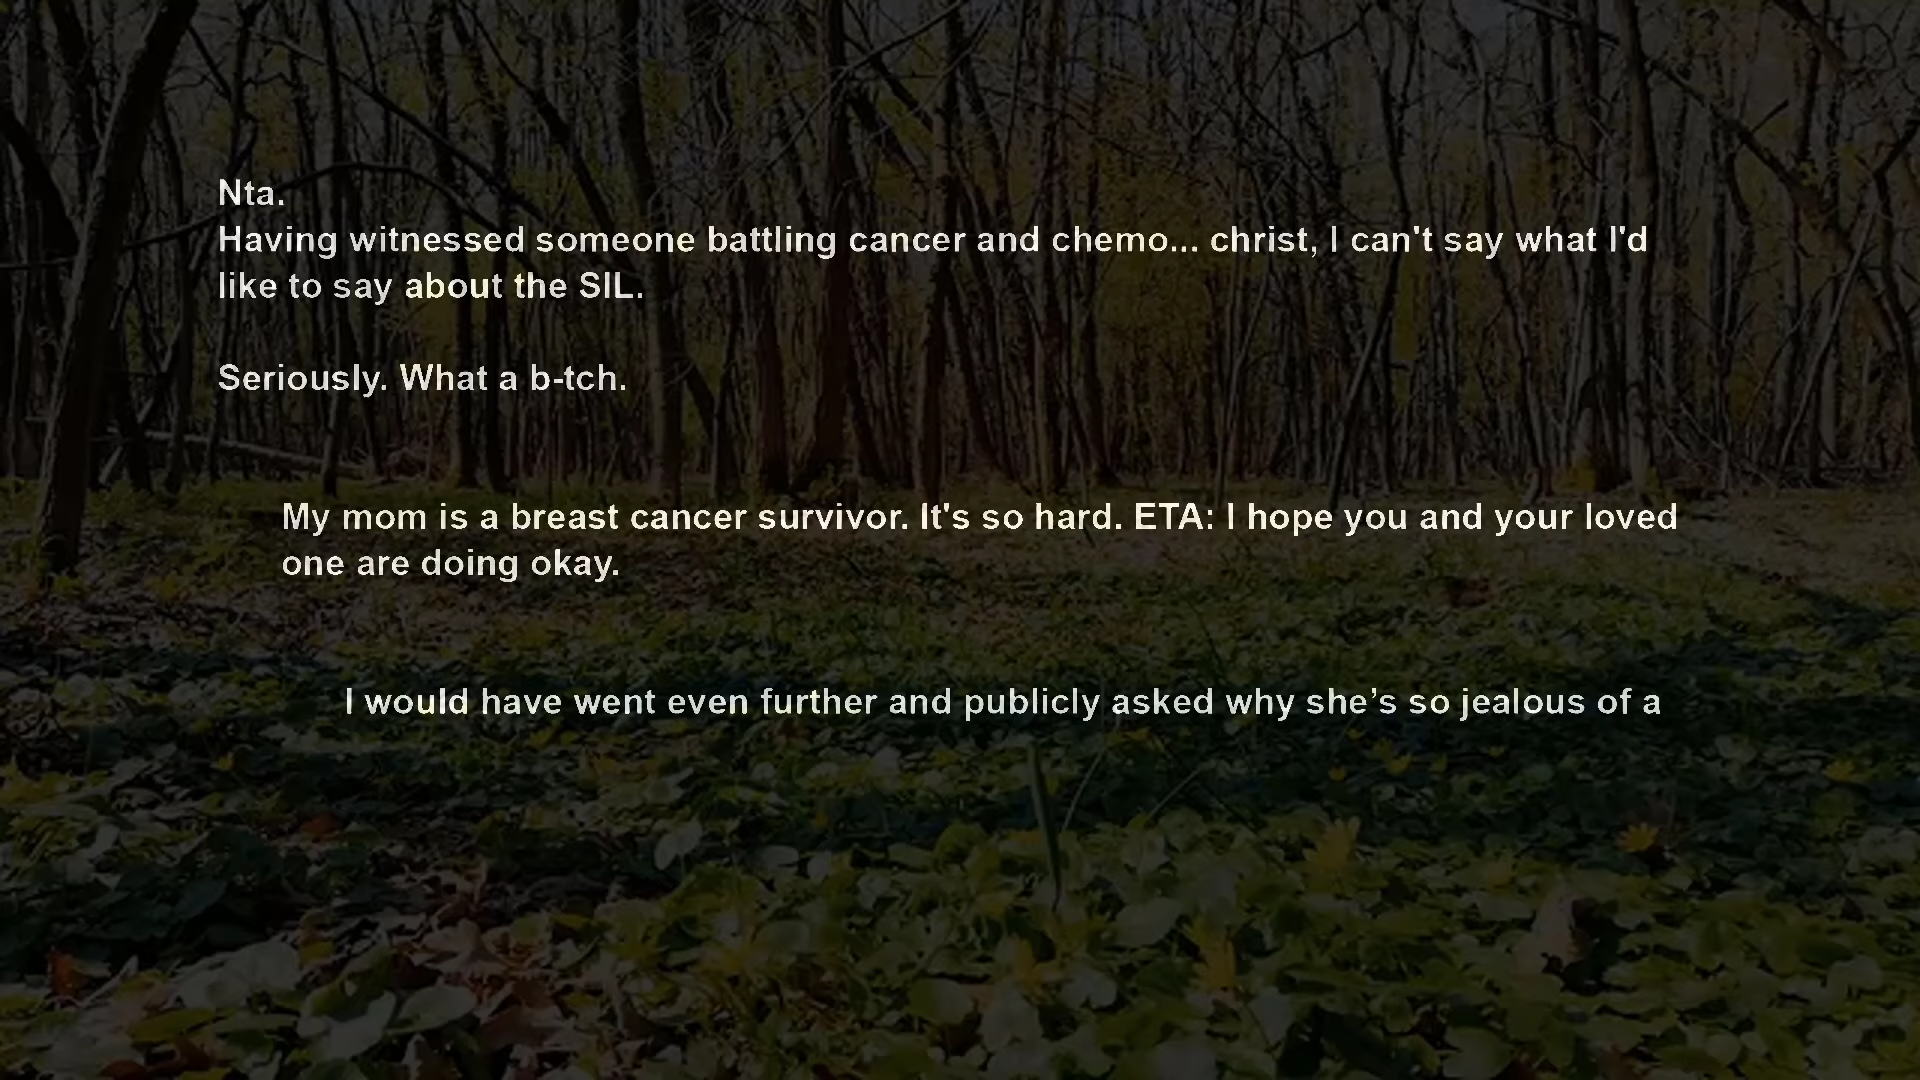 Nta.
Having witnessed someone battling cancer and chemo... christ, I can't say what I'd
like to say about the SIL.
Seriously. What a b-tch.
My mom is a breast cancer survivor. It's so hard. ETA: I hope you and your loved
one are doing okay.
I would have went even further and publicly asked why she’s so jealous of a